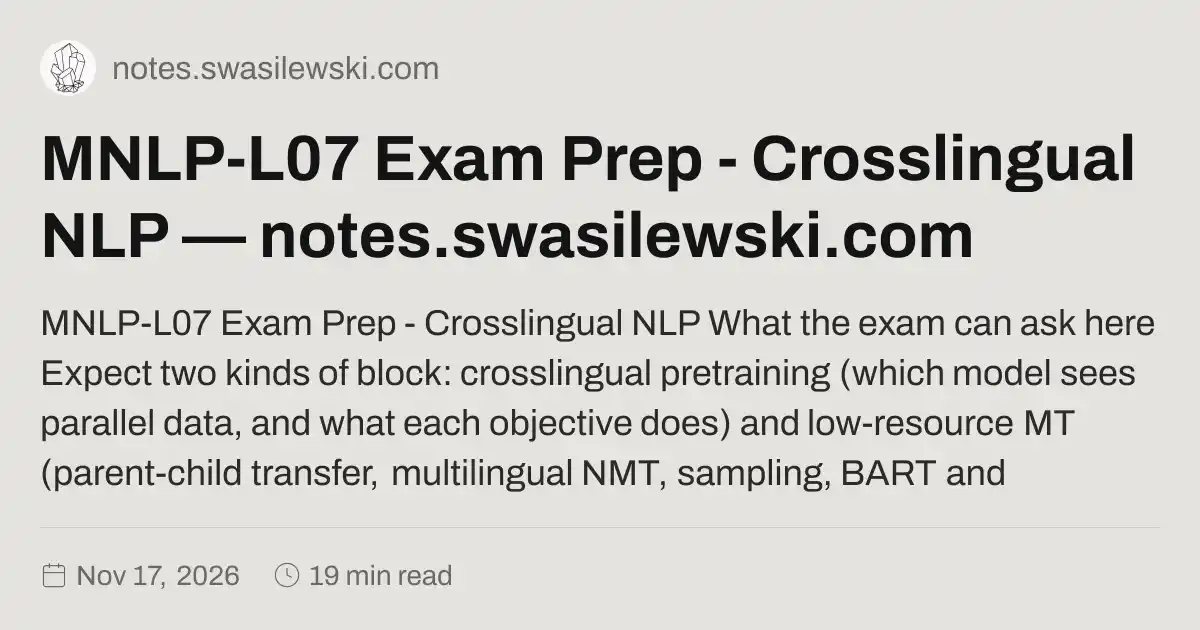 notes.swasilewski.com
MNLP-L07 Exam Prep - Crosslingual
NLP — notes.swasilewski.com
MNLP-L07 Exam Prep - Crosslingual NLP What the exam can ask here
Expect two kinds of block: crosslingual pretraining (which model sees
parallel data, and what each objective does) and low-resource MT
(parent-child transfer, multilingual NMT, sampling, BART and
Nov 17, 2026 19 min read